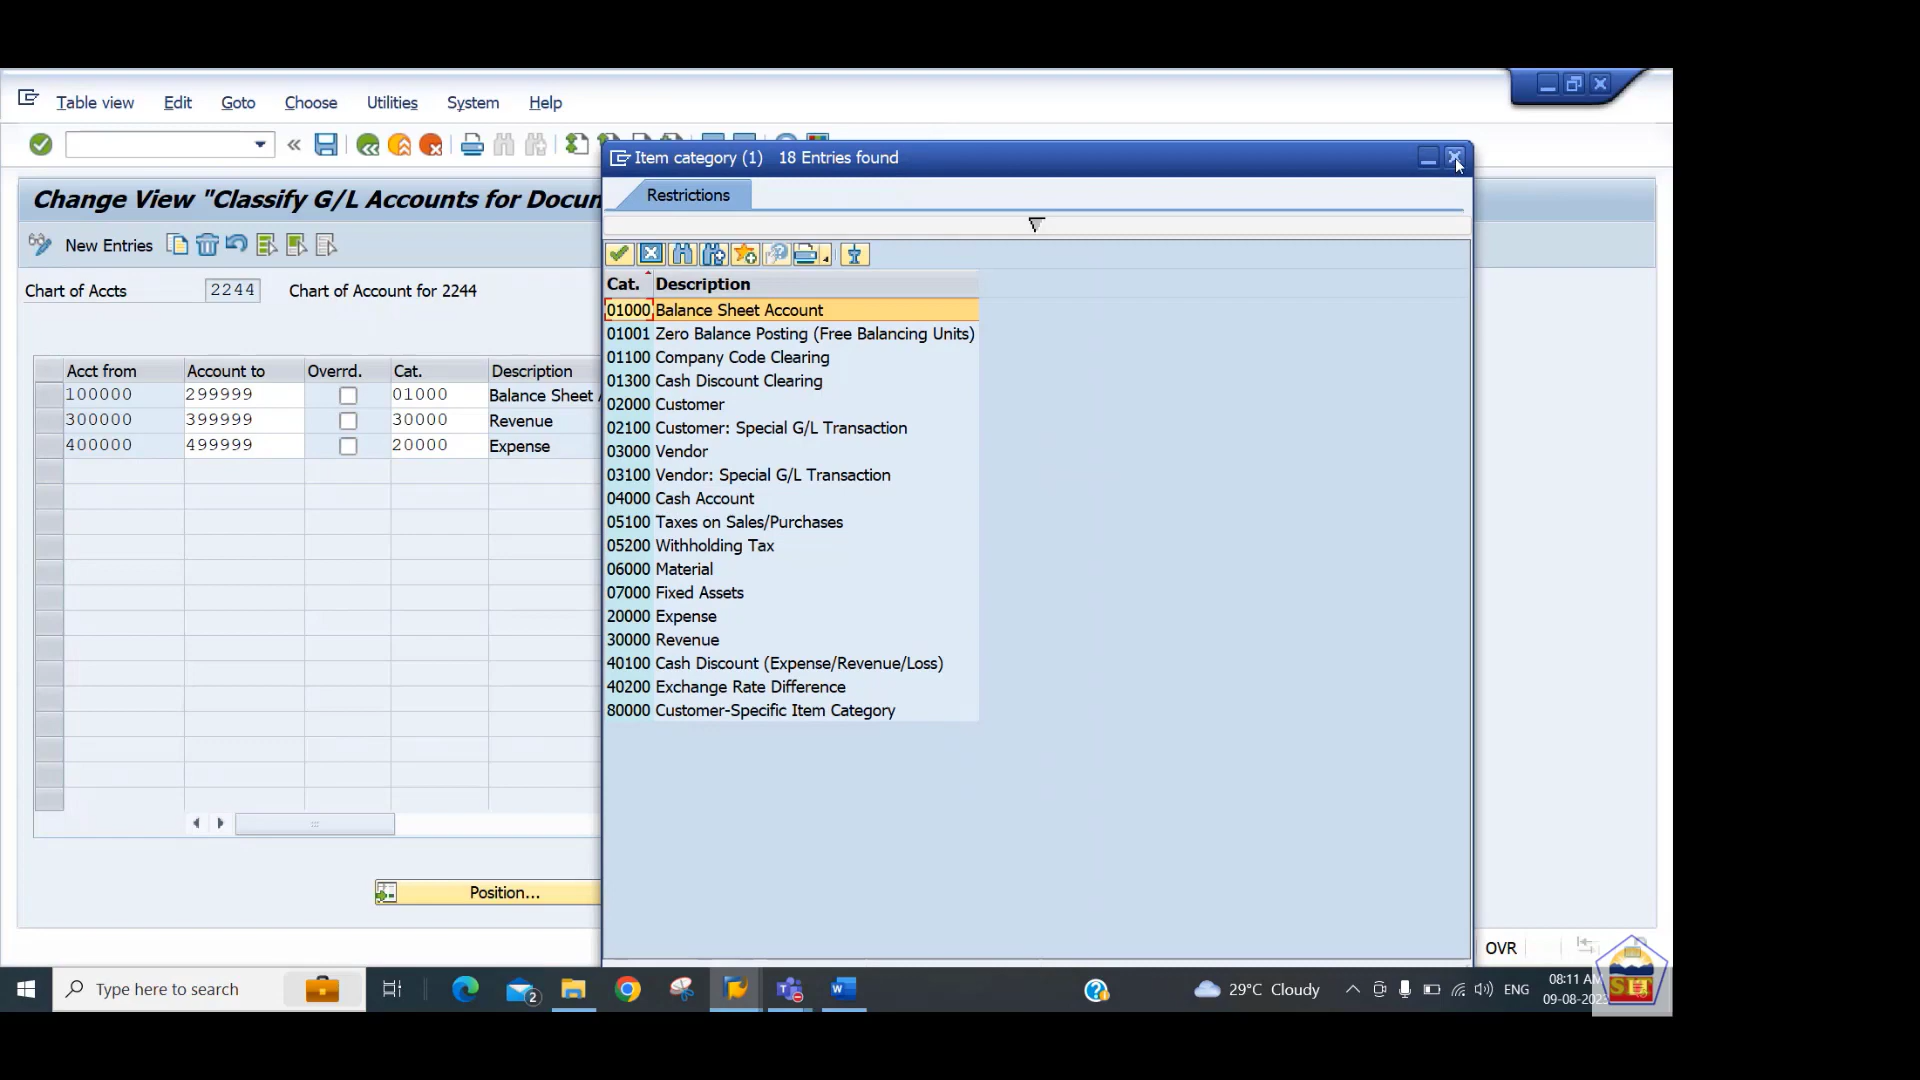 Table view Edit Goto Choose Utilities System Help
Item category (1) 18 Entries found
Restrictions
Change View "Classify G/L Accounts for Docum
New Entries
Chart of Accts 2244 Chart of Account for 2244
Acct from Account to Overrd. Cat. Description
100000 299999 01000 Balance Sheet
300000 399999 30000 Revenue
400000 499999 20000 Expense
Position...
Cat. Description
01000 Balance Sheet Account
01001 Zero Balance Posting (Free Balancing Units)
01100 Company Code Clearing
01300 Cash Discount Clearing
02000 Customer
02100 Customer: Special G/L Transaction
03000 Vendor
03100 Vendor: Special G/L Transaction
04000 Cash Account
05100 Taxes on Sales/Purchases
05200 Withholding Tax
06000 Material
07000 Fixed Assets
20000 Expense
30000 Revenue
40100 Cash Discount (Expense/Revenue/Loss)
40200 Exchange Rate Difference
80000 Customer-Specific Item Category
OVR
Type here to search
2
29°C Cloudy
ENG
08:11 AM
09-08-202